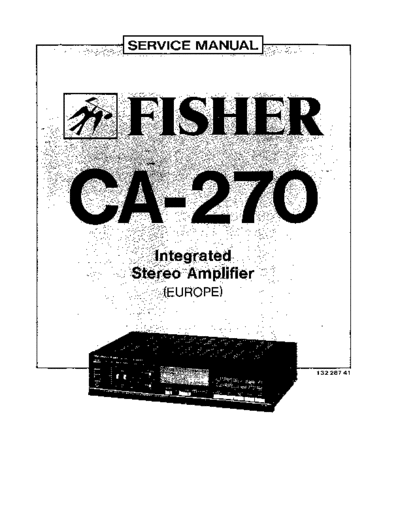 SERVICE MANUAL
FISHER
CA-270
Integrated
Stereo Amplifier
(EUROPE)
132 287 41